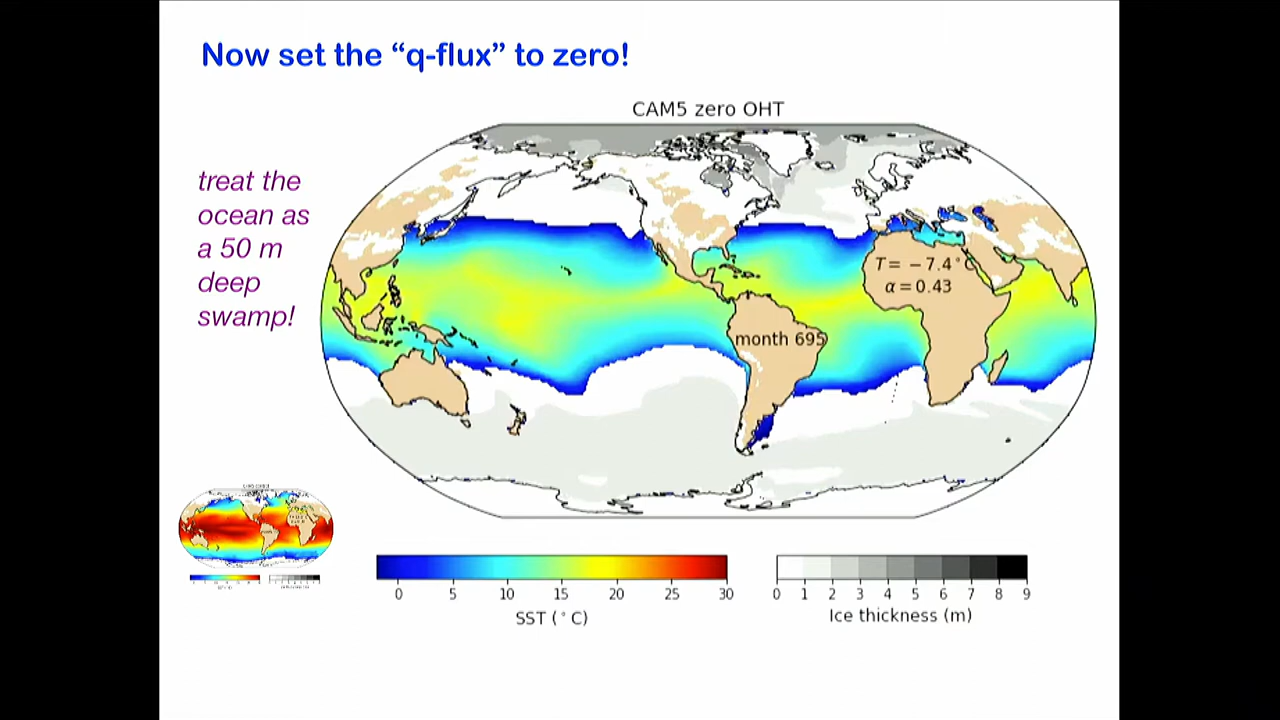 Now set the “q-flux” to zero!
CAM5 zero OHT
treat the
ocean as
a 50 m
deep
swamp!
T = −7.4°C
α = 0.43
month 695
0 5 10 15 20 25 30
SST (°C)
0 1 2 3 4 5 6 7 8 9
Ice thickness (m)